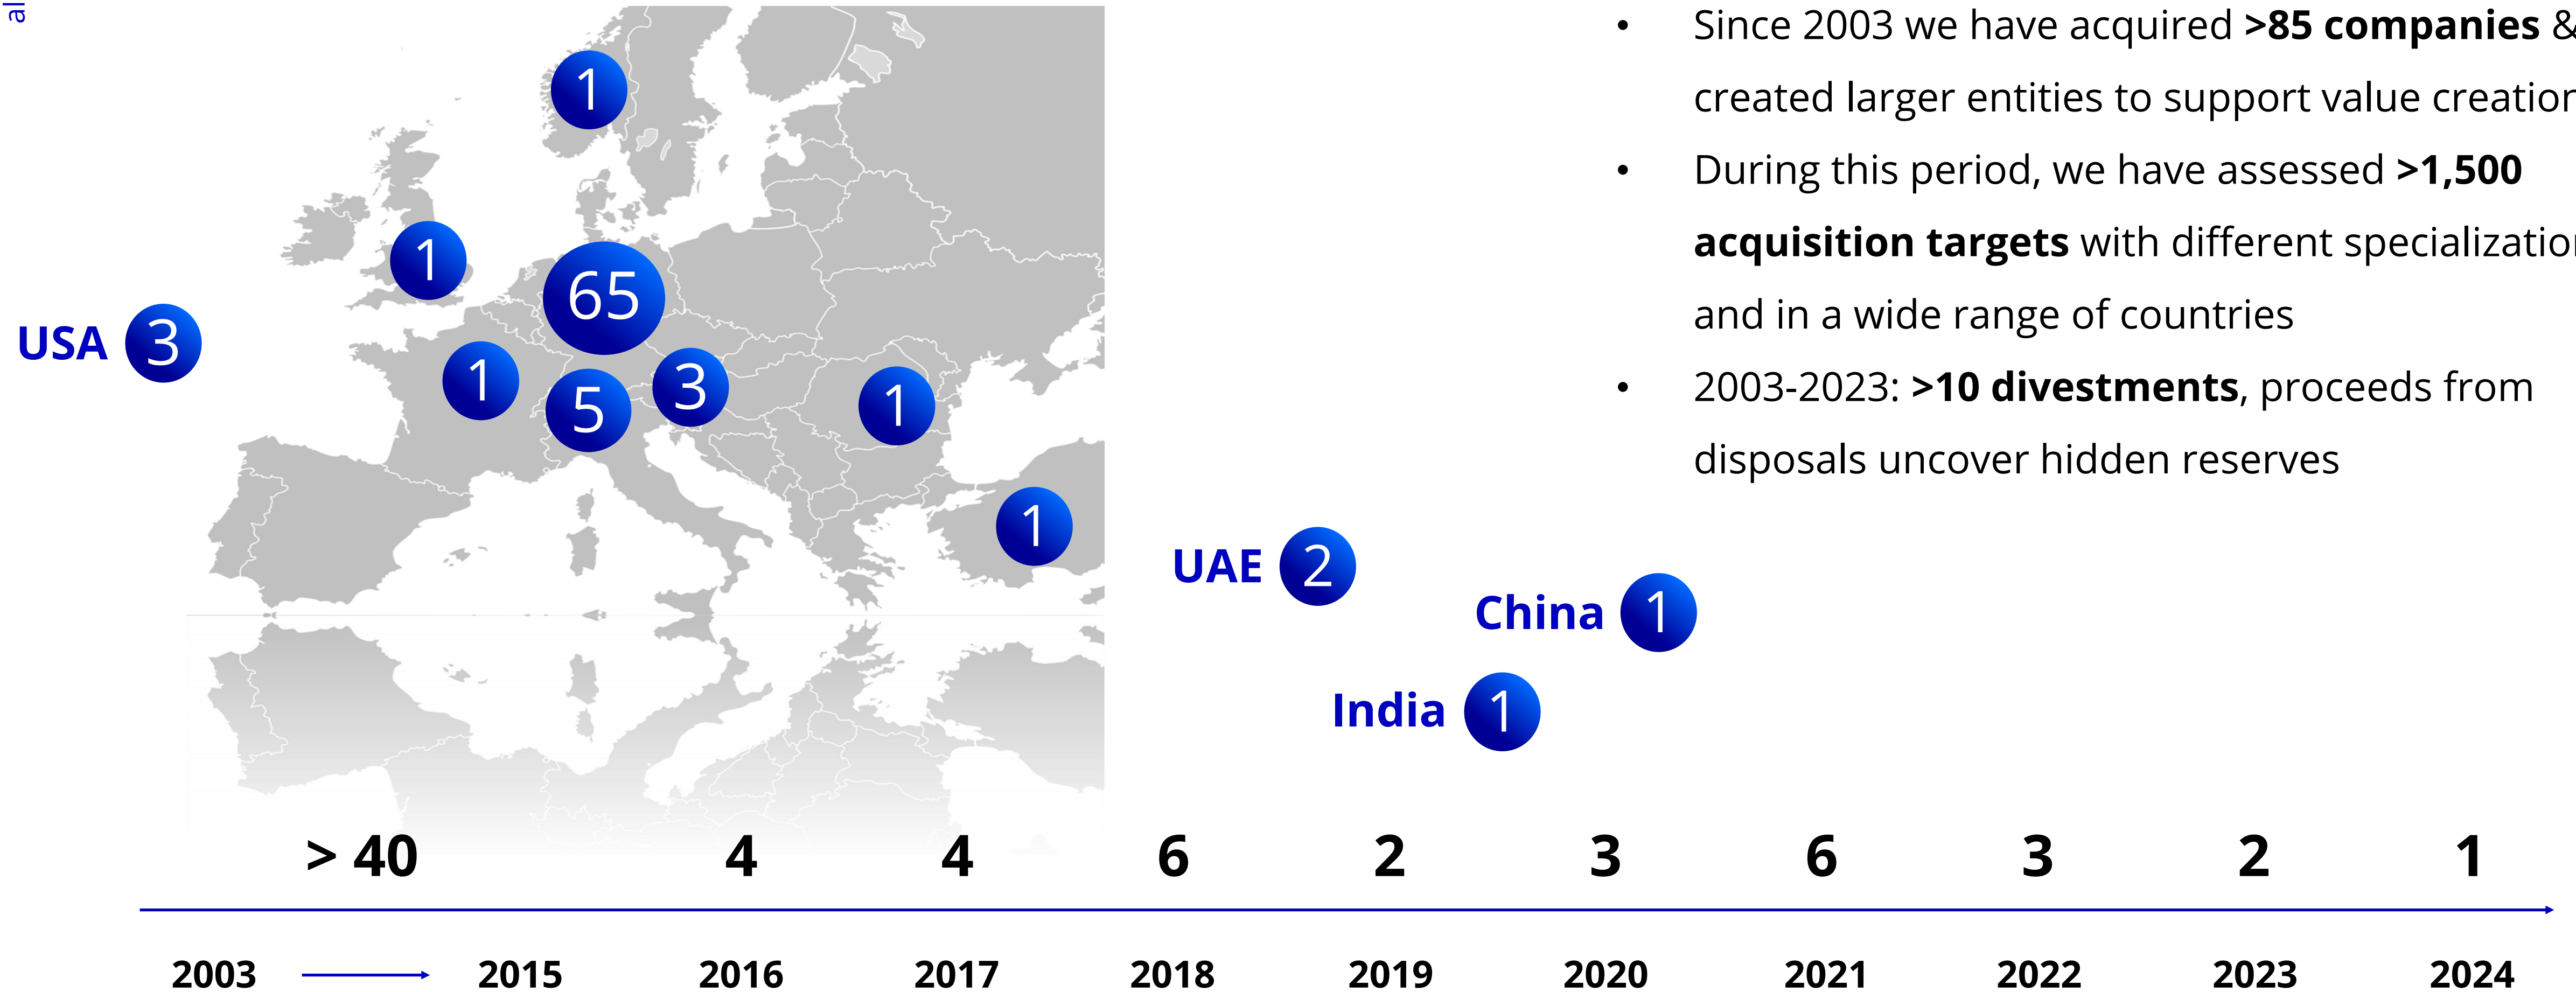 al
• Since 2003 we have acquired >85 companies &
created larger entities to support value creation
• During this period, we have assessed >1,500
acquisition targets with different specialization
and in a wide range of countries
• 2003-2023: >10 divestments, proceeds from
disposals uncover hidden reserves
1
1
65
USA 3
1
5
3
1
1
UAE 2
China 1
India 1
> 40 4 4 6 2 3 6 3 2 1
2003 2015 2016 2017 2018 2019 2020 2021 2022 2023 2024